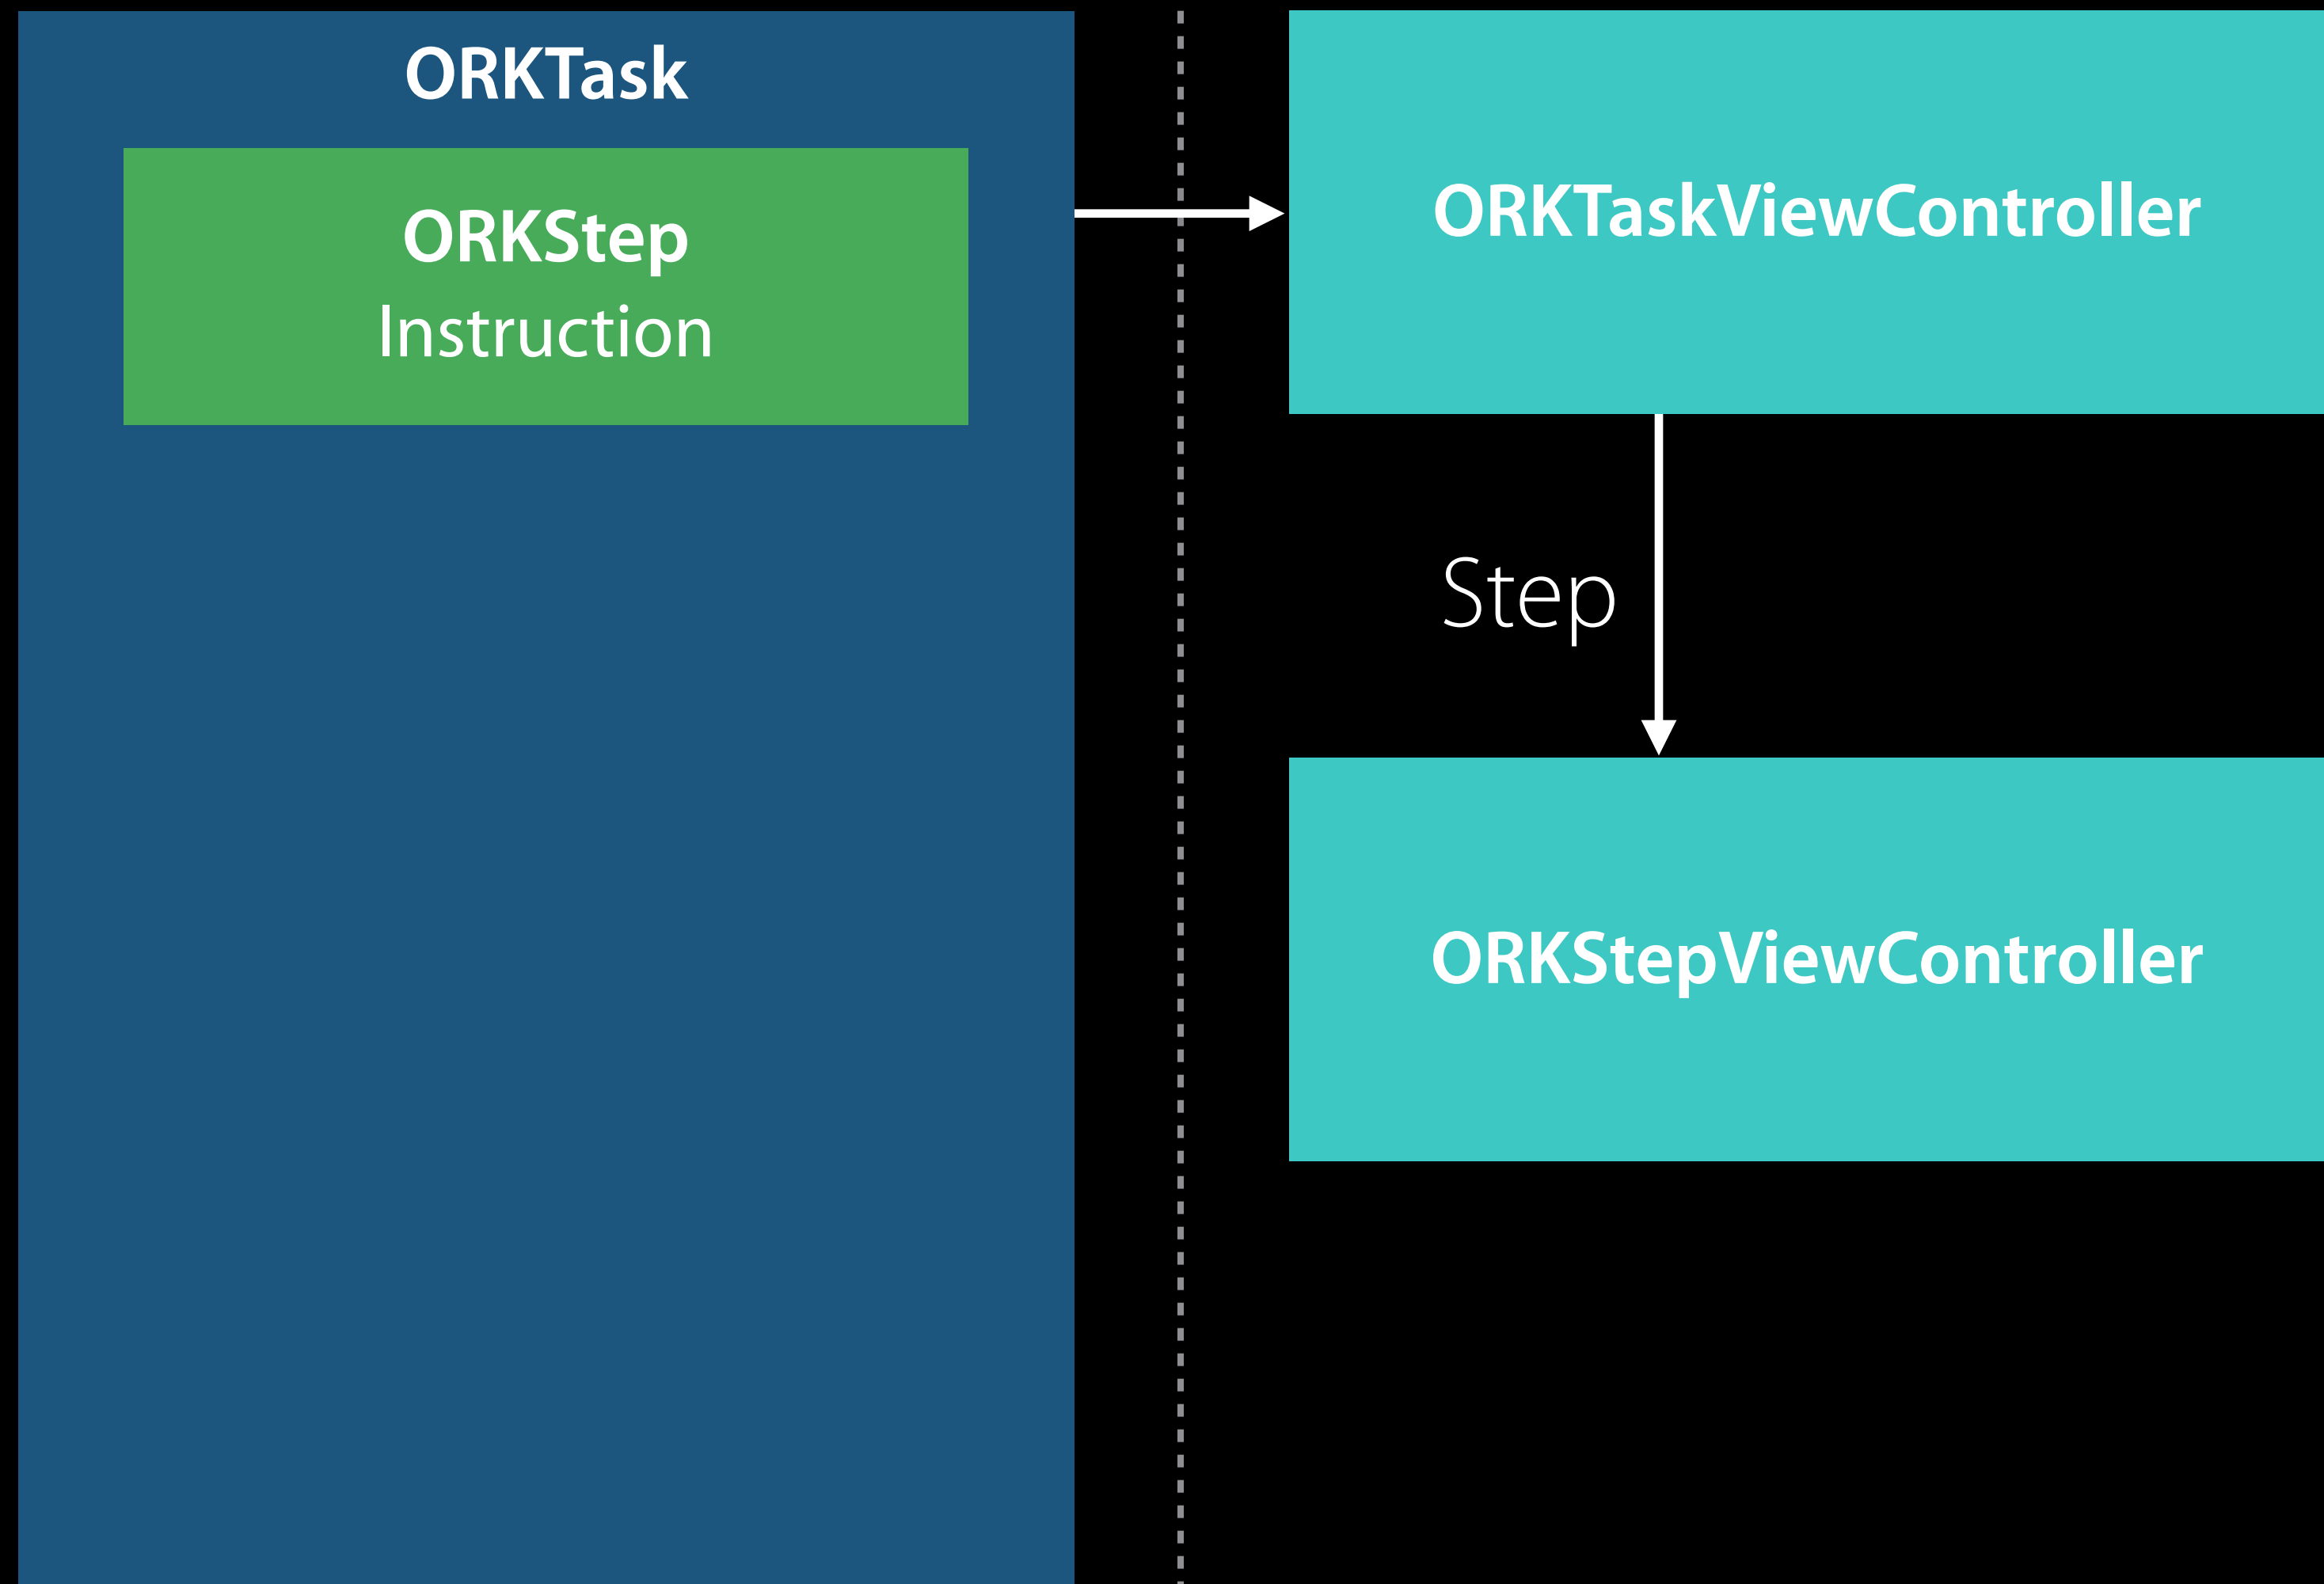 ORKTask
ORKStep
Instruction
ORKTaskViewController
Step
ORKStepViewController